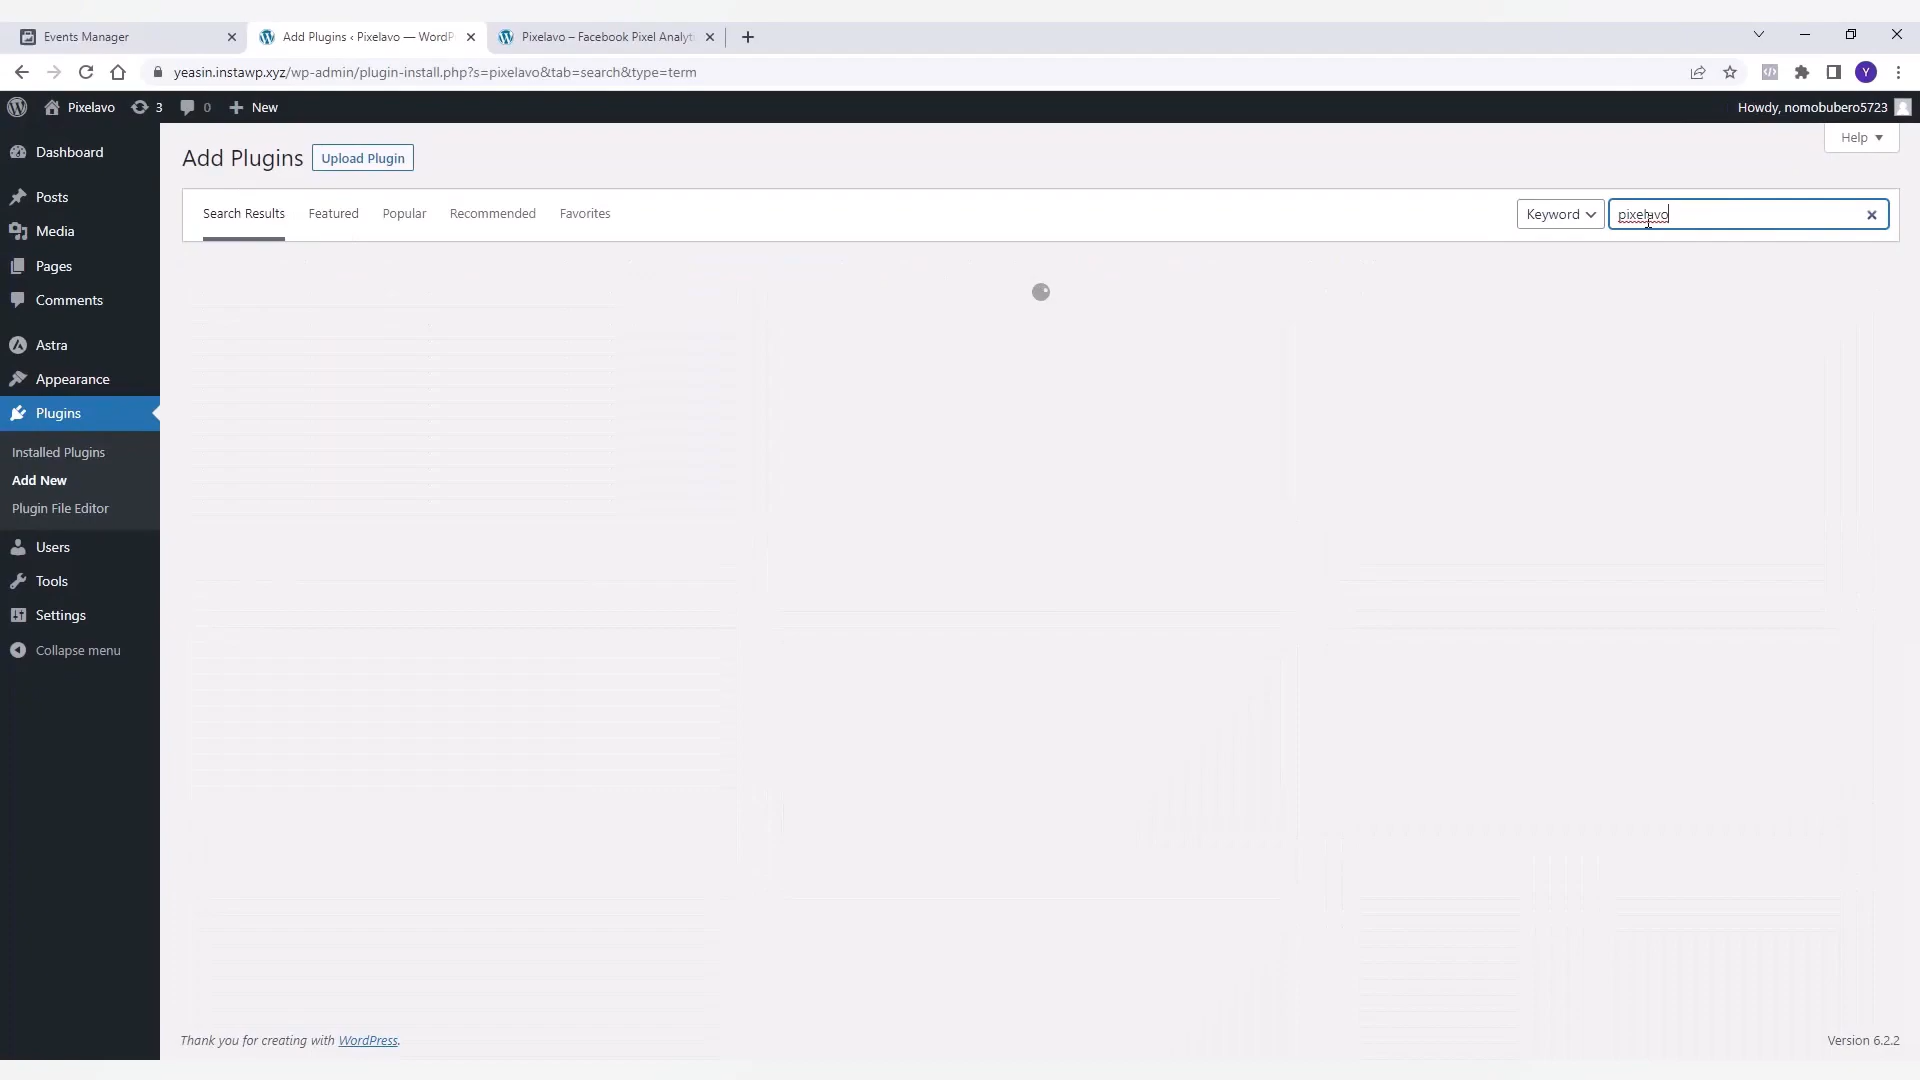 Events Manager
Add Plugins ‹ Pixelavo — WordP
Pixelavo – Facebook Pixel Analyti
yeasin.instawp.xyz/wp-admin/plugin-install.php?s=pixelavo&tab=search&type=term
Y
Pixelavo 3 0 New
Howdy, nomobubero5723
Help
Dashboard
Posts
Media
Pages
Comments
Astra
Appearance
Plugins
Installed Plugins
Add New
Plugin File Editor
Users
Tools
Settings
Collapse menu
Add Plugins Upload Plugin
Search Results Featured Popular Recommended Favorites
Keyword pixelavo
Thank you for creating with WordPress.
Version 6.2.2